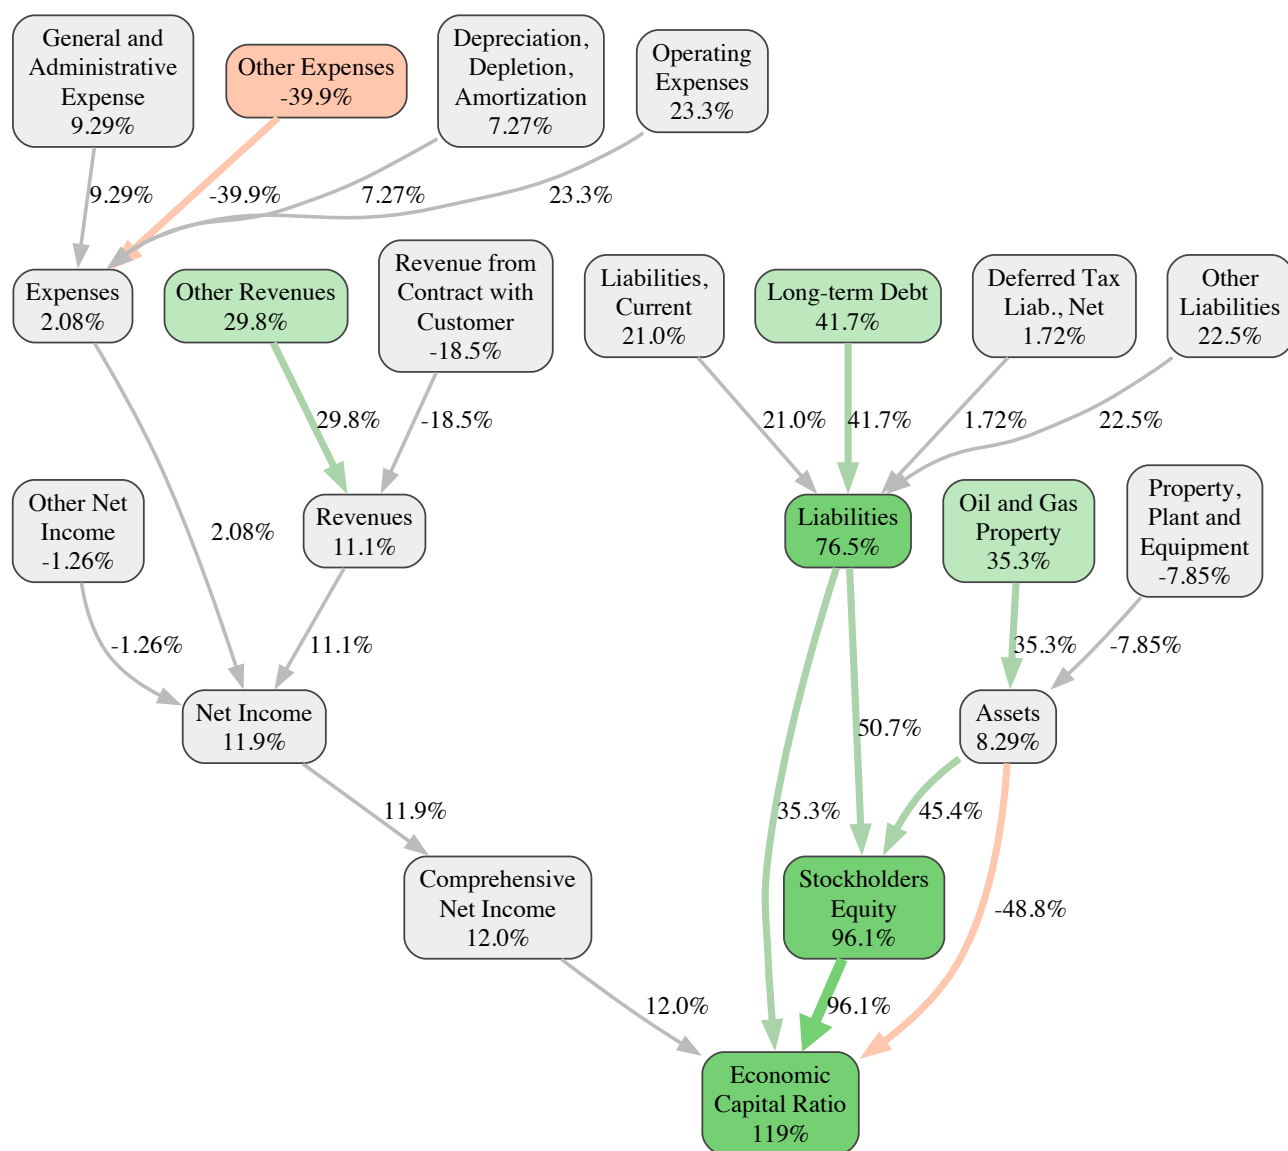 General and
Administrative
Expense
9.29%
Other Expenses
-39.9%
Depreciation,
Depletion,
Amortization
7.27%
Operating
Expenses
23.3%
9.29%
-39.9%
7.27%
23.3%
Expenses
2.08%
Other Revenues
29.8%
Revenue from
Contract with
Customer
-18.5%
Liabilities,
Current
21.0%
Long-term Debt
41.7%
Deferred Tax
Liab., Net
1.72%
Other
Liabilities
22.5%
29.8%
-18.5%
21.0%
41.7%
1.72%
22.5%
Other Net
Income
-1.26%
2.08%
Revenues
11.1%
Liabilities
76.5%
Oil and Gas
Property
35.3%
Property,
Plant and
Equipment
-7.85%
-1.26%
11.1%
35.3%
-7.85%
Net Income
11.9%
50.7%
Assets
8.29%
11.9%
35.3%
45.4%
Comprehensive
Net Income
12.0%
Stockholders
Equity
96.1%
-48.8%
12.0%
96.1%
Economic
Capital Ratio
119%